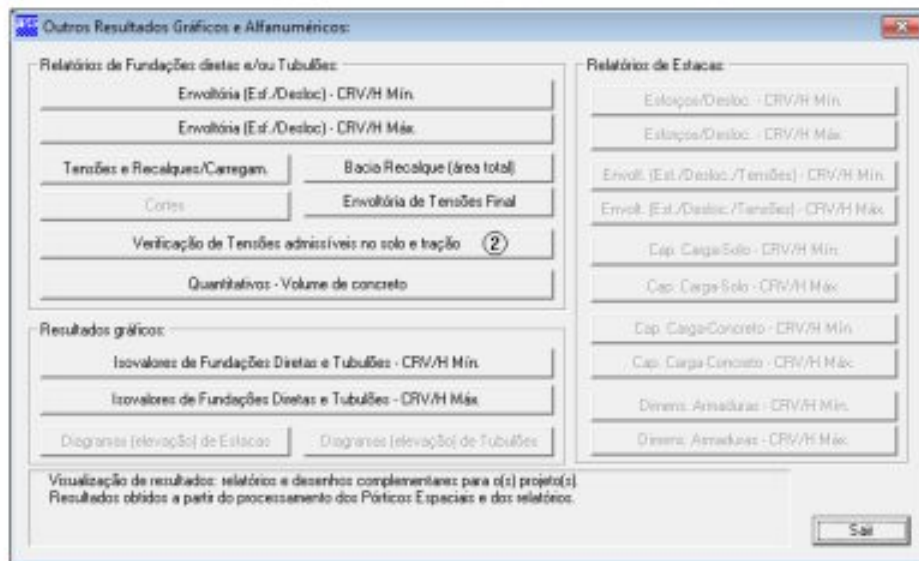 Outros Resultados Gráficos e Alfanuméricos:
Relatórios de Fundações diretas e/ou Tubulões:
Envoltória (Esf./Desloc) - CRV/H Mín.
Envoltória (Esf./Desloc) - CRV/H Máx.
Tensões e Recalques/Carregam.
Bacia Recalque (área total)
Cortes
Envoltória de Tensões Final
Verificação de Tensões admissíveis no solo e tração 2
Quantitativos - Volume de concreto
Resultados gráficos:
Isovalores de Fundações Diretas e Tubulões - CRV/H Mín.
Isovalores de Fundações Diretas e Tubulões - CRV/H Máx.
Diagramas (elevação) de Estacas
Diagramas (elevação) de Tubulões
Relatórios de Estacas:
Esforços/Desloc. - CRV/H Mín.
Esforços/Desloc. - CRV/H Máx.
Envolt. (Esf./Desloc./Tensões) - CRV/H Mín.
Envolt. (Esf./Desloc./Tensões) - CRV/H Máx.
Cap. Carga-Solo - CRV/H Mín.
Cap. Carga-Solo - CRV/H Máx.
Cap. Carga-Concreto - CRV/H Mín.
Cap. Carga-Concreto - CRV/H Máx.
Dimens. Armaduras - CRV/H Mín.
Dimens. Armaduras - CRV/H Máx.
Visualização de resultados: relatórios e desenhos complementares para o(s) projeto(s).
Resultados obtidos a partir do processamento dos Pórticos Espaciais e dos relatórios.
Sair